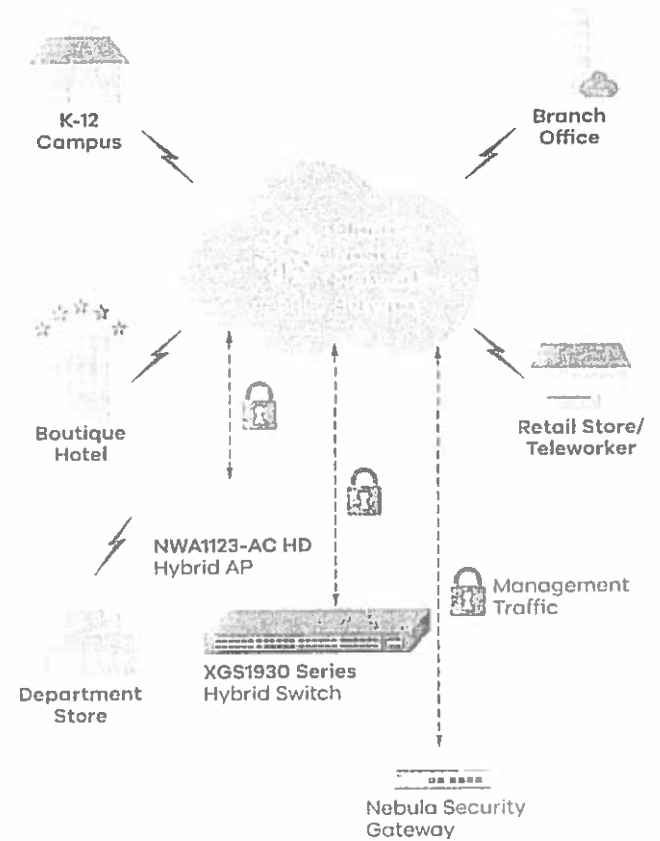 K-12
Campus
Branch
Office
Boutique
Hotel
Retail Store/
Teleworker
NWA1123-AC HD
Hybrid AP
Management
Traffic
XGS1930 Series
Hybrid Switch
Department
Store
Nebula Security
Gateway